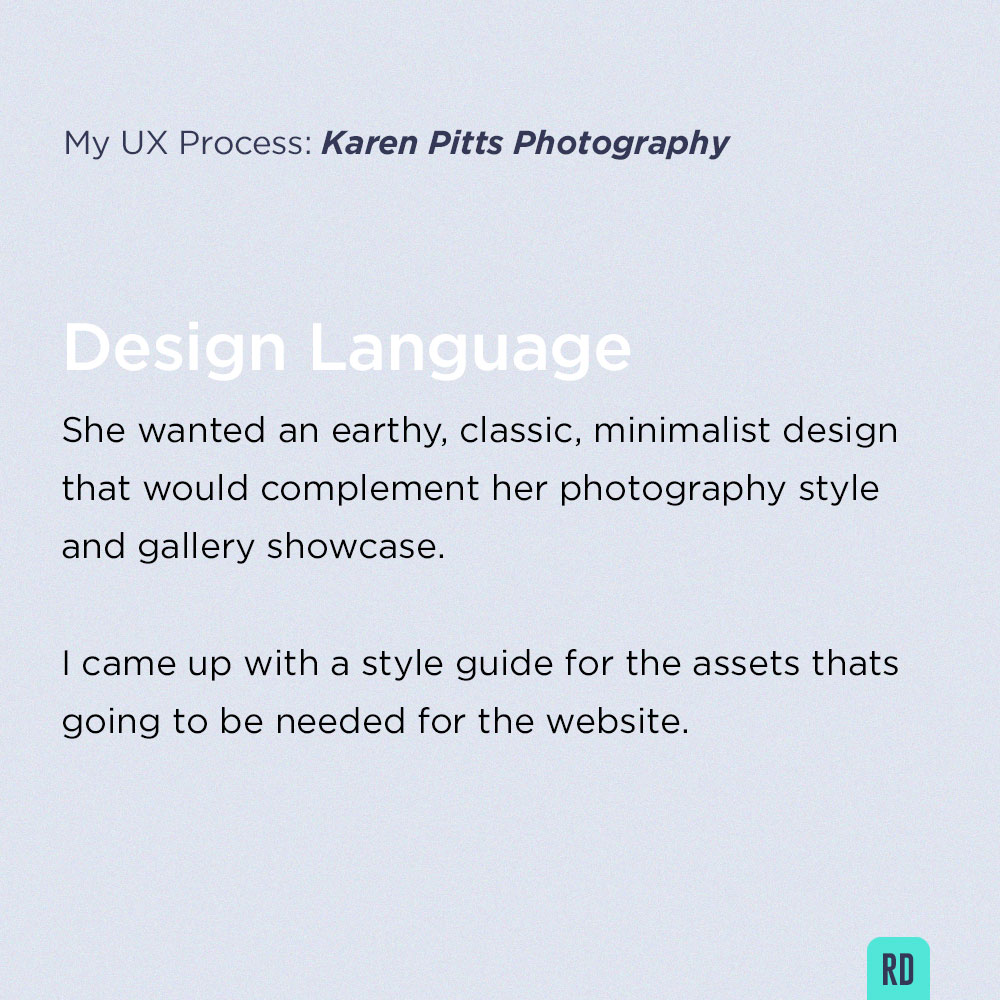 My UX Process: Karen Pitts Photography
Design Language
She wanted an earthy, classic, minimalist design
that would complement her photography style
and gallery showcase.
I came up with a style guide for the assets thats
going to be needed for the website.
RD